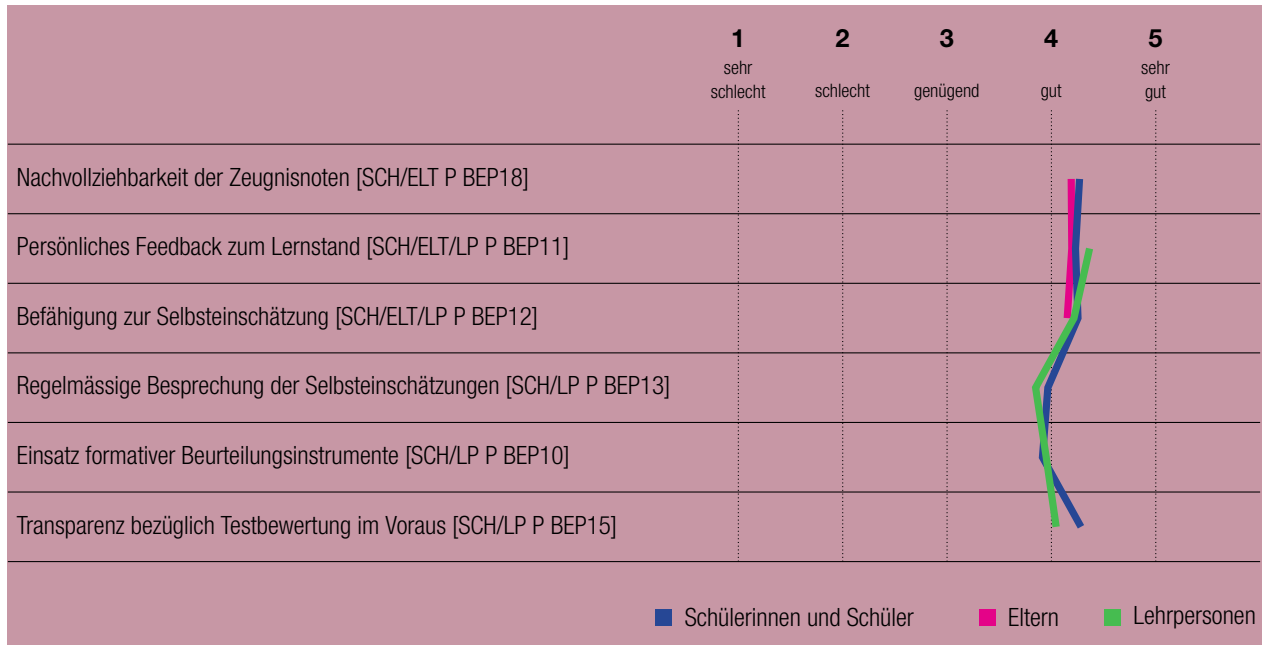 1 2 3 4 5
sehr schlecht schlecht genügend gut sehr gut
Nachvollziehbarkeit der Zeugnisnoten [SCH/ELT P BEP18]
Persönliches Feedback zum Lernstand [SCH/ELT/LP P BEP11]
Befähigung zur Selbsteinschätzung [SCH/ELT/LP P BEP12]
Regelmässige Besprechung der Selbsteinschätzungen [SCH/LP P BEP13]
Einsatz formativer Beurteilungsinstrumente [SCH/LP P BEP10]
Transparenz bezüglich Testbewertung im Voraus [SCH/LP P BEP15]
Schülerinnen und Schüler Eltern Lehrpersonen